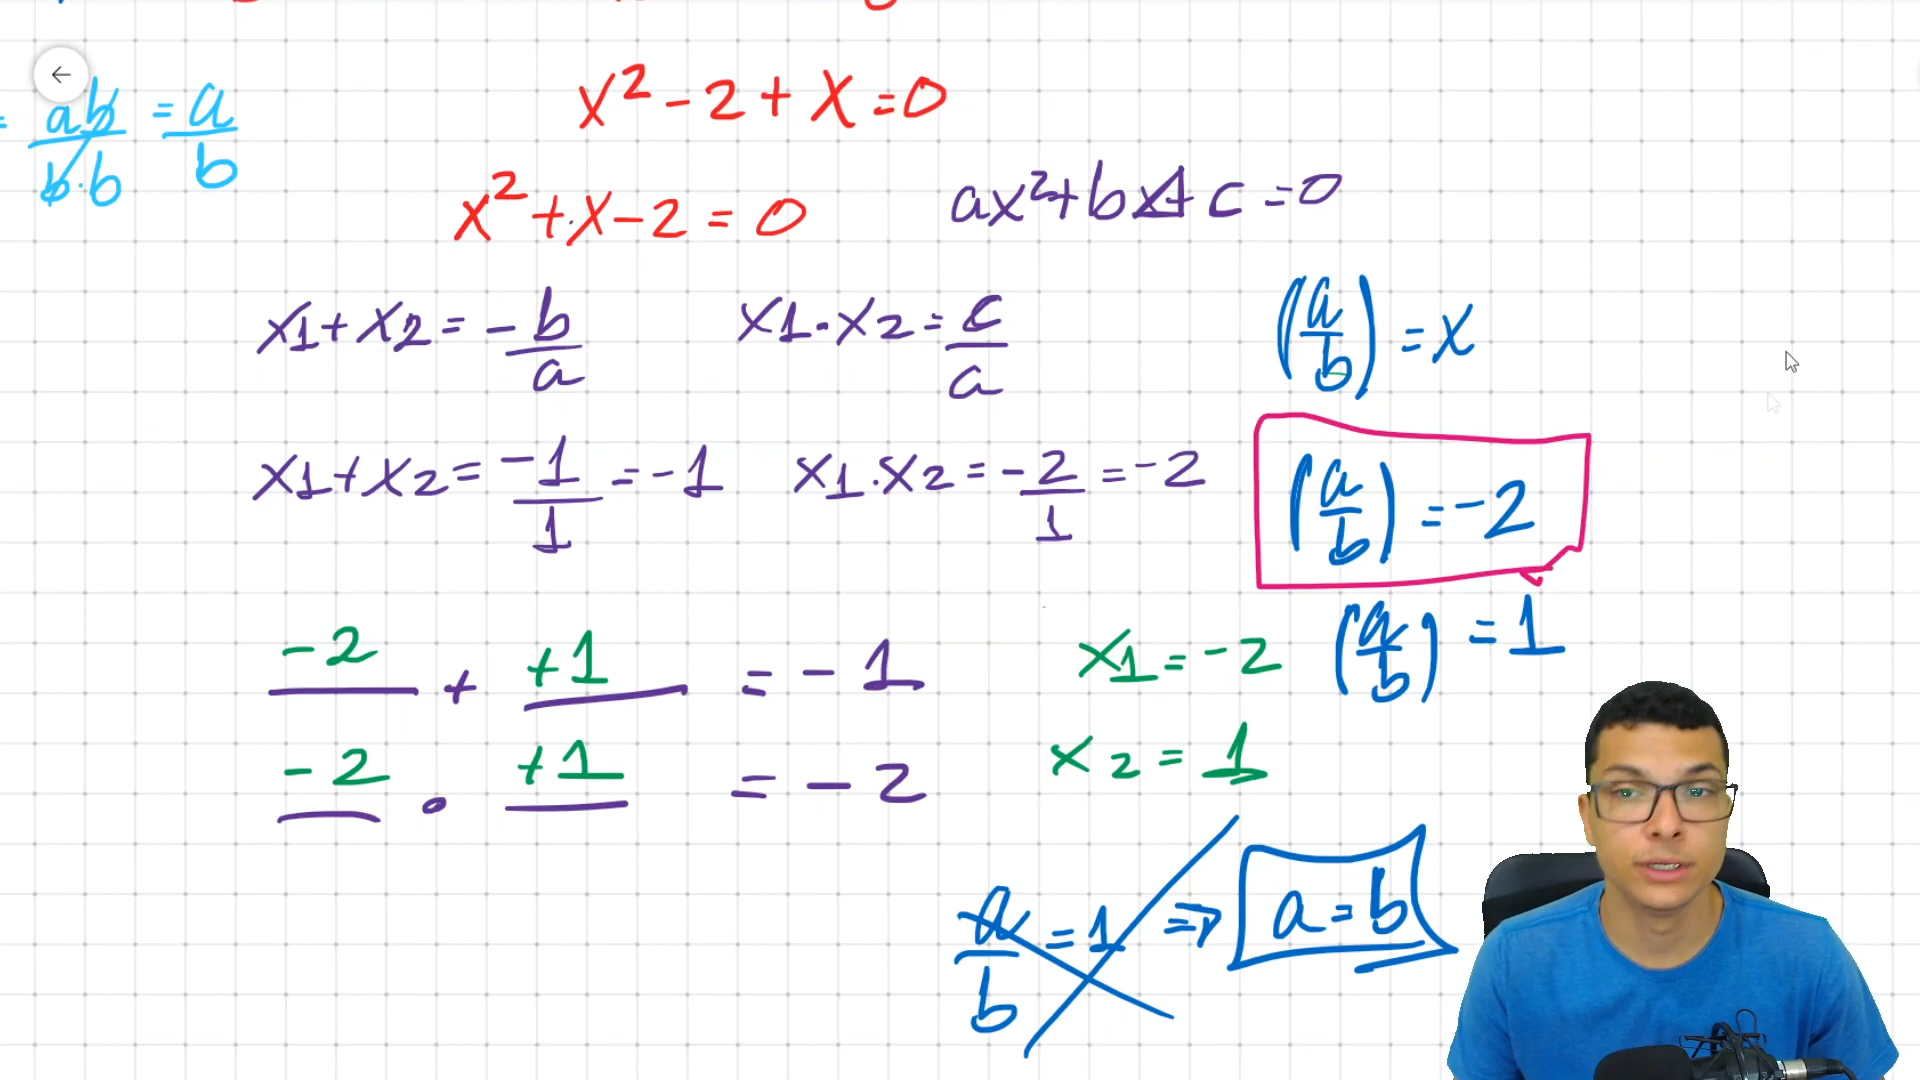 x² - 2 + x = 0
= ab/b·b = a/b
x² + x - 2 = 0
ax² + bx + c = 0
x1 + x2 = - b/a
x1 · x2 = c/a
(a/b) = x
x1 + x2 = -1/1 = -1
x1 · x2 = -2/1 = -2
(a/b) = -2
-2 + +1 = -1
x1 = -2
(a/b) = 1
-2 · +1 = -2
x2 = 1
a/b = 1 ⇒ a = b